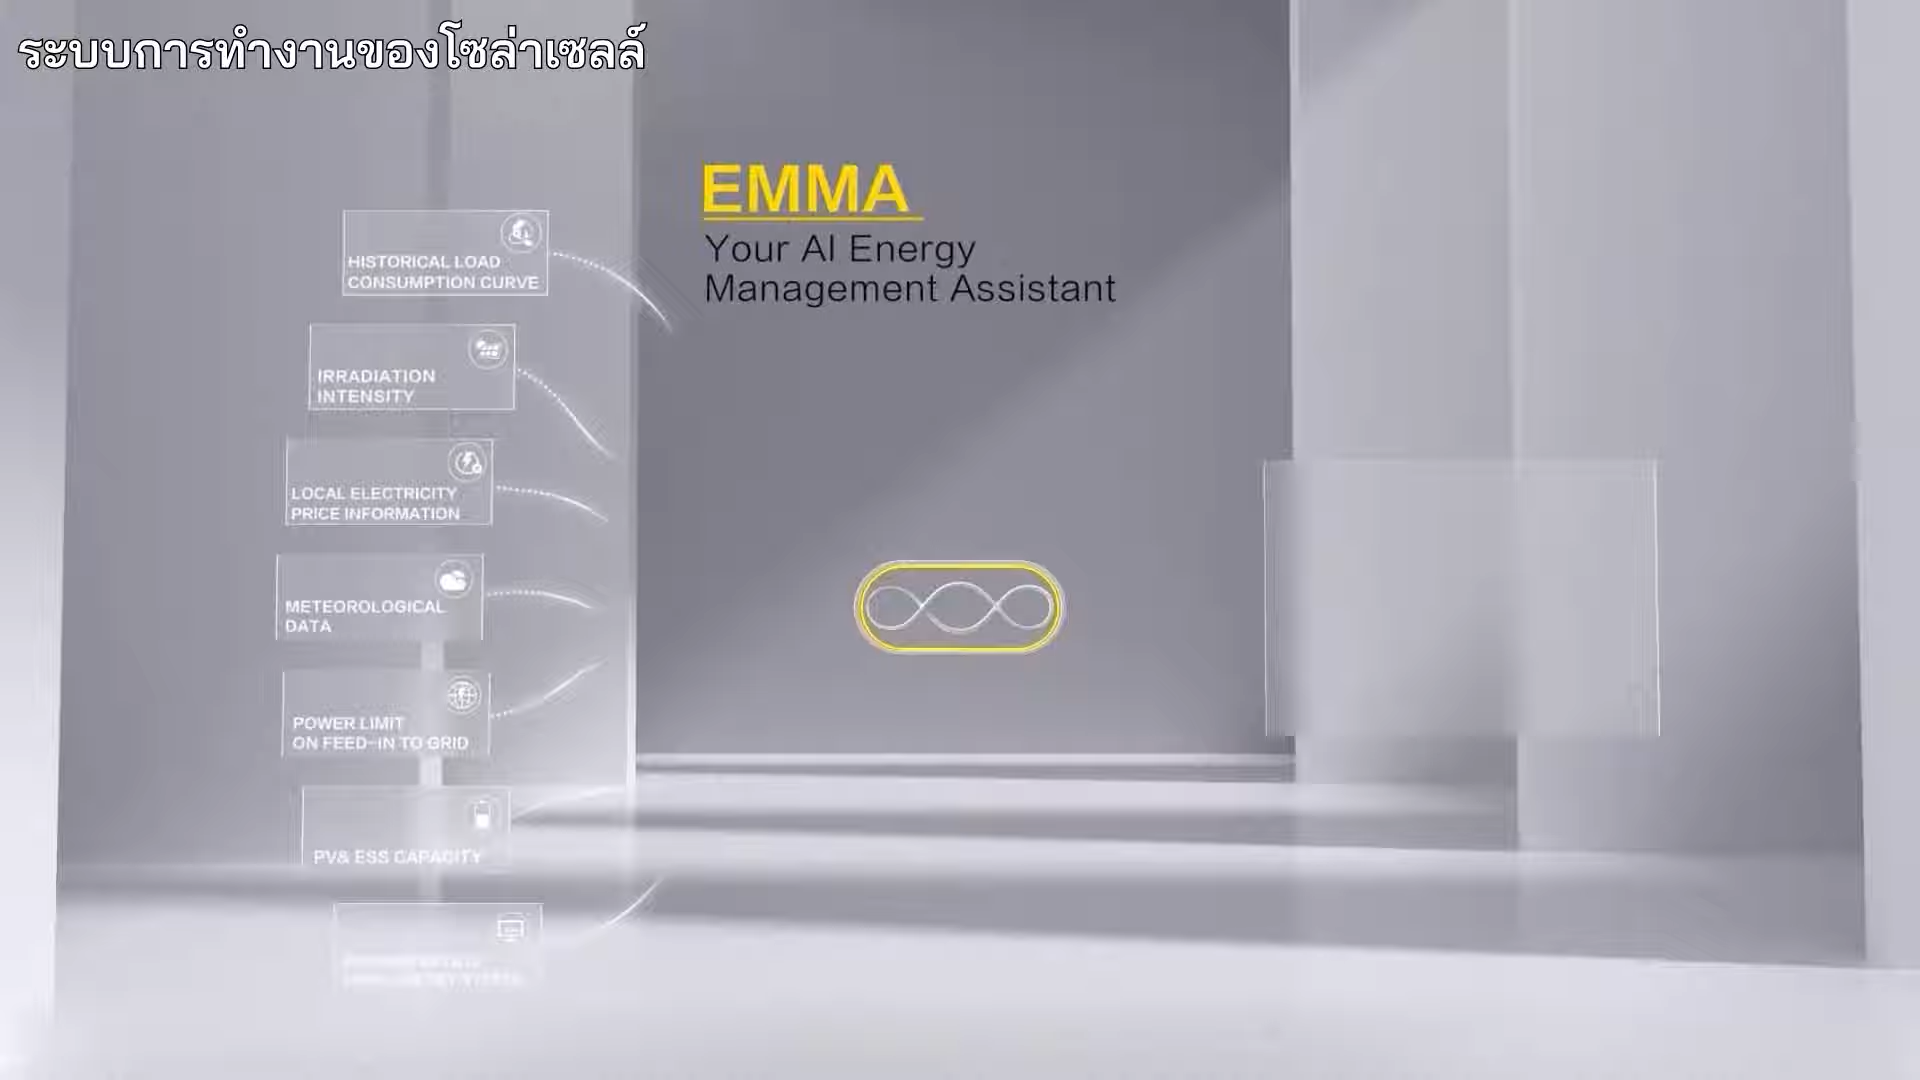 ระบบการทำงานของโซล่าเซลล์
EMMA
Your AI Energy
Management Assistant
HISTORICAL LOAD
CONSUMPTION CURVE
IRRADIATION
INTENSITY
LOCAL ELECTRICITY
PRICE INFORMATION
METEOROLOGICAL
DATA
POWER LIMIT
ON FEED-IN TO GRID
PV& ESS CAPACITY